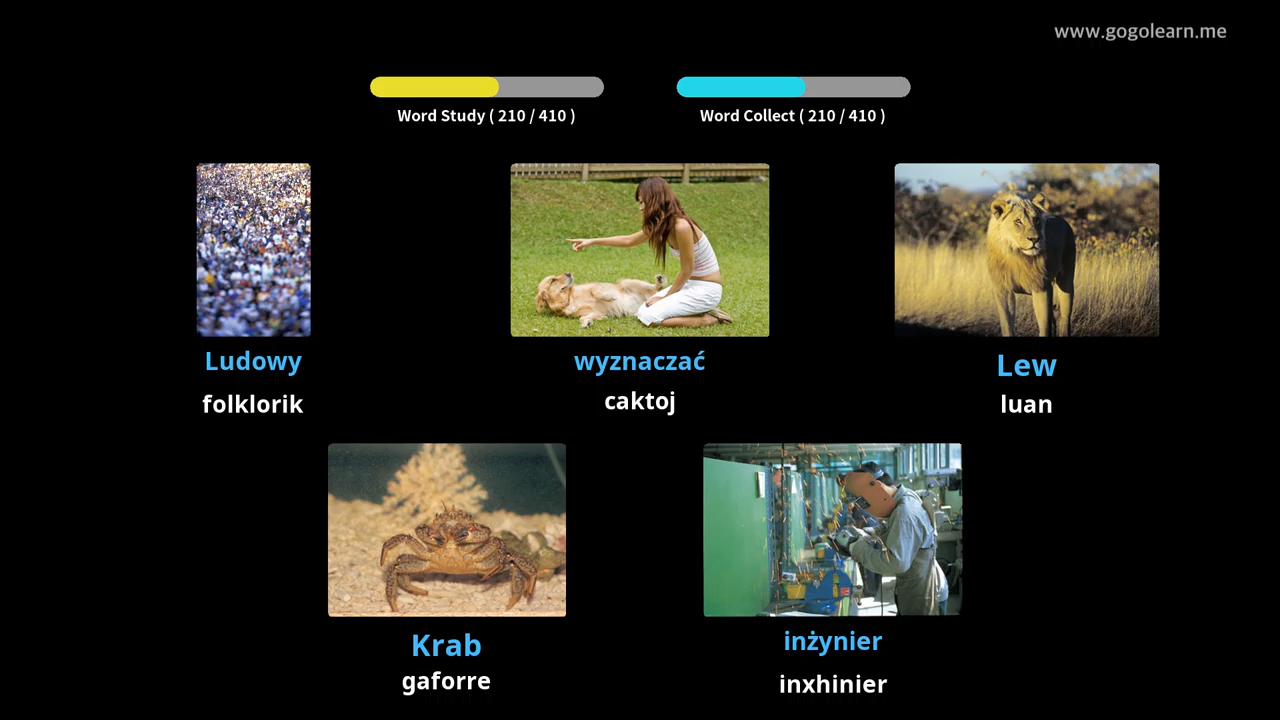 www.gogolearn.me
Word Study ( 210 / 410 )
Word Collect ( 210 / 410 )
Ludowy
folklorik
wyznaczać
caktoj
Lew
luan
Krab
gaforre
inżynier
inxhinier